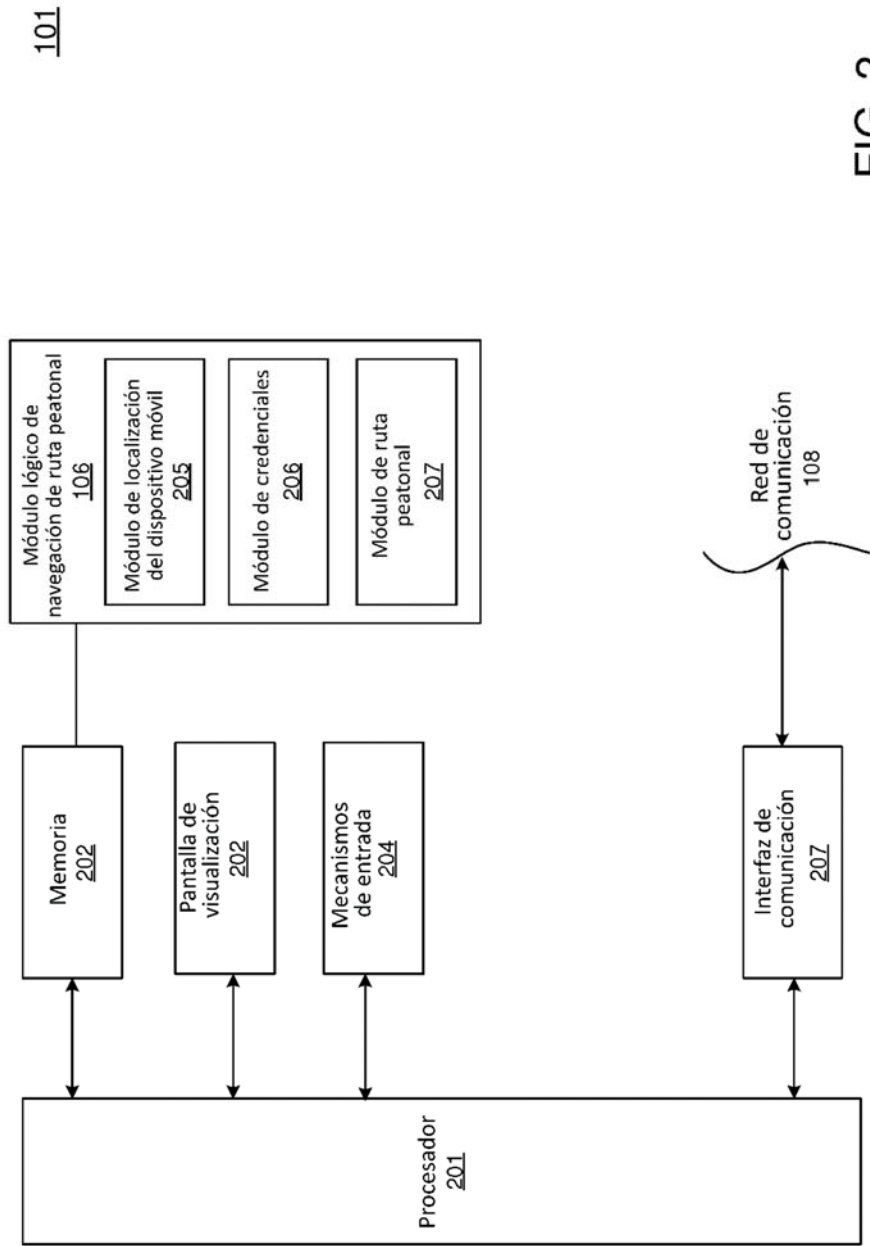 101
Procesador
201
Memoria
202
Pantalla de
visualización
202
Mecanismos
de entrada
204
Interfaz de
comunicación
207
Módulo lógico de
navegación de ruta peatonal
106
Módulo de localización
del dispositivo móvil
205
Módulo de credenciales
206
Módulo de ruta
peatonal
207
Red de
comunicación
108
FIG.